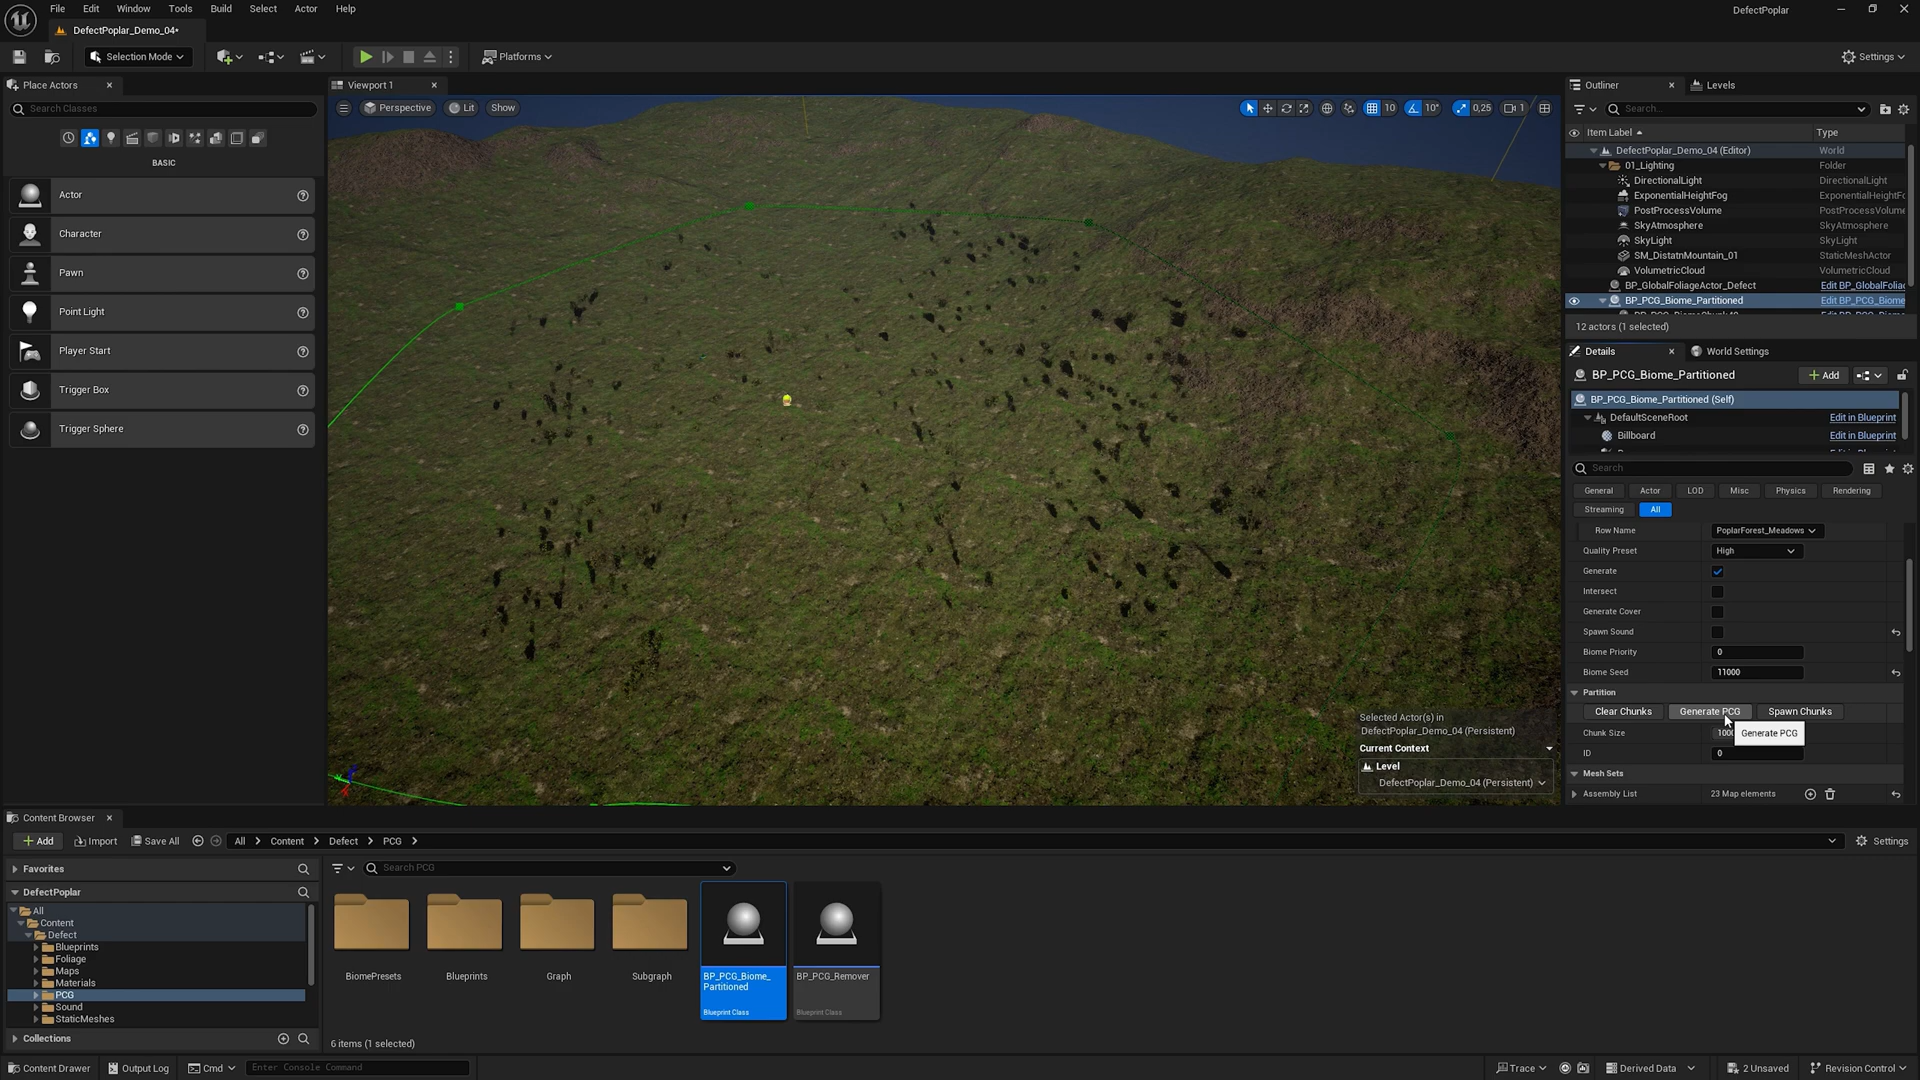 File Edit Window Tools Build Select Actor Help
DefectPoplar
DefectPoplar_Demo_04*
Selection Mode
Platforms
Settings
Place Actors
Search Classes
BASIC
Actor
Character
Pawn
Point Light
Player Start
Trigger Box
Trigger Sphere
Viewport 1
Perspective Lit Show
10 10° 0,25 1
Selected Actor(s) in
DefectPoplar_Demo_04 (Persistent)
Current Context
Level
DefectPoplar_Demo_04 (Persistent)
Outliner Levels
Search...
Item Label Type
DefectPoplar_Demo_04 (Editor) World
01_Lighting Folder
DirectionalLight DirectionalLight
ExponentialHeightFog ExponentialHeightFo
PostProcessVolume PostProcessVolume
SkyAtmosphere SkyAtmosphere
SkyLight SkyLight
SM_DistatnMountain_01 StaticMeshActor
VolumetricCloud VolumetricCloud
BP_GlobalFoliageActor_Defect Edit BP_GlobalFoliag
BP_PCG_Biome_Partitioned Edit BP_PCG_Biome
12 actors (1 selected)
Details World Settings
BP_PCG_Biome_Partitioned Add
BP_PCG_Biome_Partitioned (Self)
DefaultSceneRoot Edit in Blueprint
Billboard Edit in Blueprint
Search
General Actor LOD Misc Physics Rendering
Streaming All
Row Name PoplarForest_Meadows
Quality Preset High
Generate
Intersect
Generate Cover
Spawn Sound
Biome Priority 0
Biome Seed 11000
Partition
Clear Chunks Generate PCG Spawn Chunks
Chunk Size 1000
Generate PCG
ID 0
Mesh Sets
Assembly List 23 Map elements
Content Browser
Add Import Save All All Content Defect PCG Settings
Favorites
DefectPoplar
All
Content
Defect
Blueprints
Foliage
Maps
Materials
PCG
Sound
StaticMeshes
Collections
Search PCG
BiomePresets
Blueprints
Graph
Subgraph
BP_PCG_Biome_
Partitioned
Blueprint Class
BP_PCG_Remover
Blueprint Class
6 items (1 selected)
Content Drawer Output Log Cmd Enter Console Command Trace Derived Data 2 Unsaved Revision Control